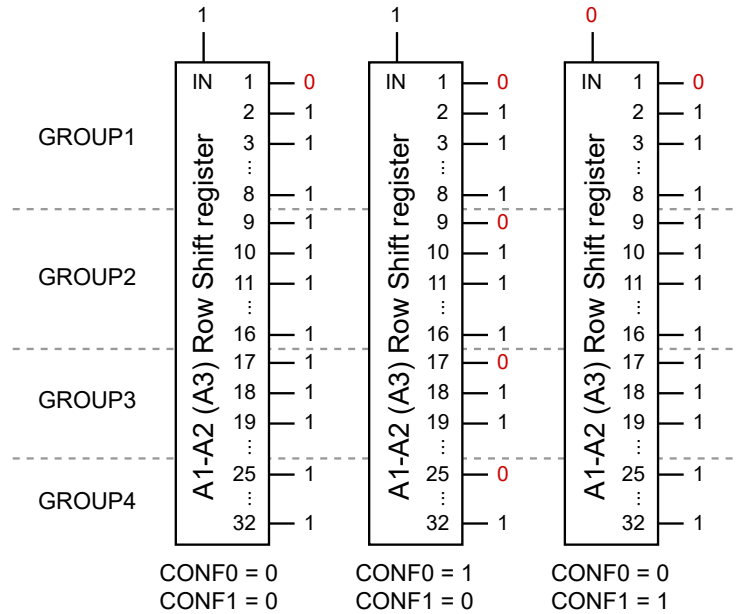 1 1 0
IN 1 0 IN 1 0 IN 1 0
2 1 2 1 2 1
GROUP1 3 1 3 1 3 1
... ... ...
8 1 8 1 8 1
9 1 9 0 9 1
10 1 10 1 10 1
GROUP2 11 1 11 1 11 1
... ... ...
16 1 16 1 16 1
17 1 17 0 17 1
18 1 18 1 18 1
GROUP3 19 1 19 1 19 1
... ... ...
25 1 25 0 25 1
GROUP4 ... ... ...
32 1 32 1 32 1
A1-A2 (A3) Row Shift register
A1-A2 (A3) Row Shift register
A1-A2 (A3) Row Shift register
CONF0 = 0 CONF0 = 1 CONF0 = 0
CONF1 = 0 CONF1 = 0 CONF1 = 1